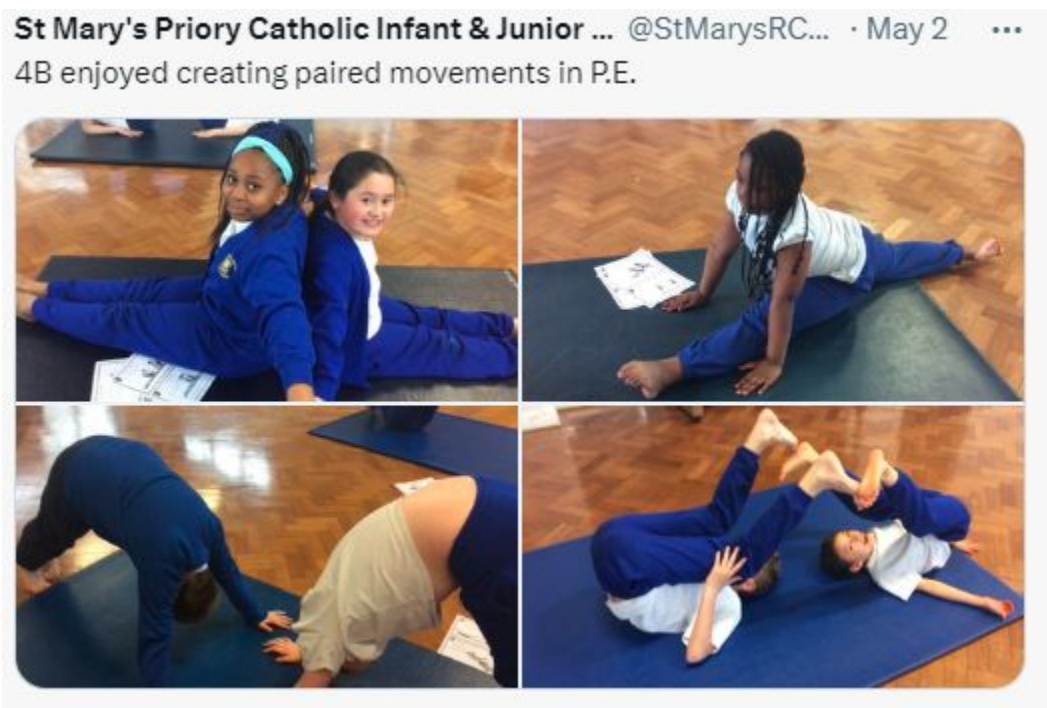 St Mary's Priory Catholic Infant & Junior ... @StMarysRC... · May 2 ...
4B enjoyed creating paired movements in P.E.